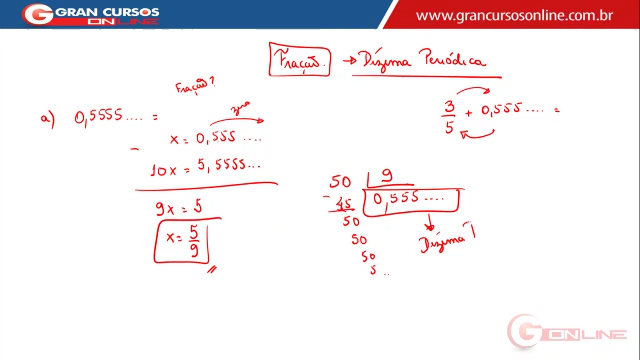 GRAN CURSOS
ONLINE
www.grancursosonline.com.br
Fração. → Dízima Periódica
Fração?
a) 0,5555.... =
x = 0,555....
10x = 5,5555...
9x = 5
x = 5/9
3/5 + 0,555.... =
50 | 9
- 45 0,555....
50
50
50
5 ..
Dízima
G ONLINE